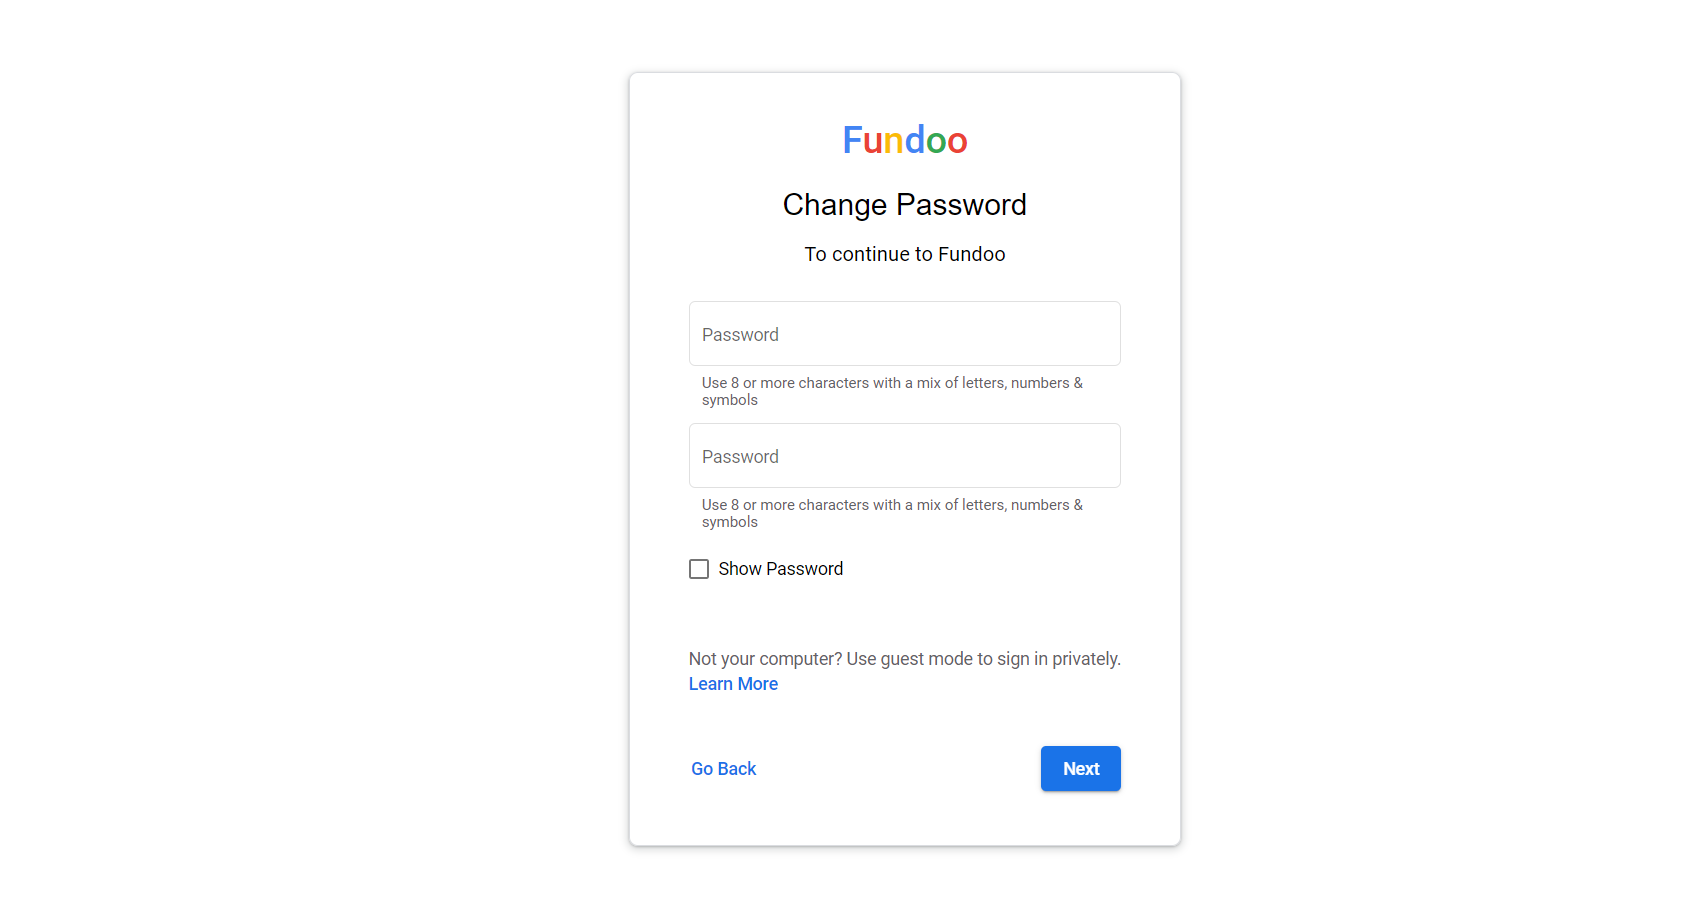 Fundoo
Change Password
To continue to Fundoo
Password
Use 8 or more characters with a mix of letters, numbers &
symbols
Password
Use 8 or more characters with a mix of letters, numbers &
symbols
Show Password
Not your computer? Use guest mode to sign in privately.
Learn More
Go Back
Next